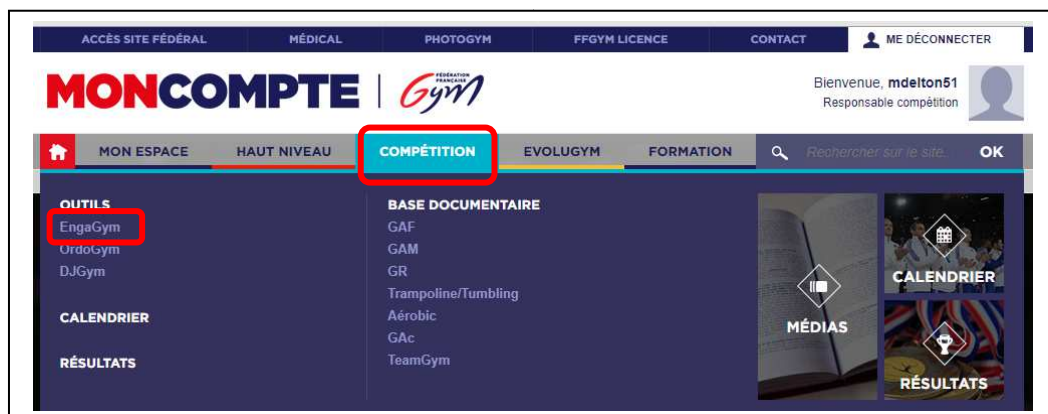 ACCÈS SITE FÉDÉRAL MÉDICAL PHOTOGYM FFGYM LICENCE CONTACT ME DÉCONNECTER
MONCOMPTE FÉDÉRATION FRANÇAISE Gym
Bienvenue, mdelton51
Responsable compétition
MON ESPACE HAUT NIVEAU COMPÉTITION EVOLUGYM FORMATION Rechercher sur le site... OK
OUTILS
EngaGym
OrdoGym
DJGym
CALENDRIER
RÉSULTATS
BASE DOCUMENTAIRE
GAF
GAM
GR
Trampoline/Tumbling
Aérobic
GAc
TeamGym
MÉDIAS
CALENDRIER
RÉSULTATS